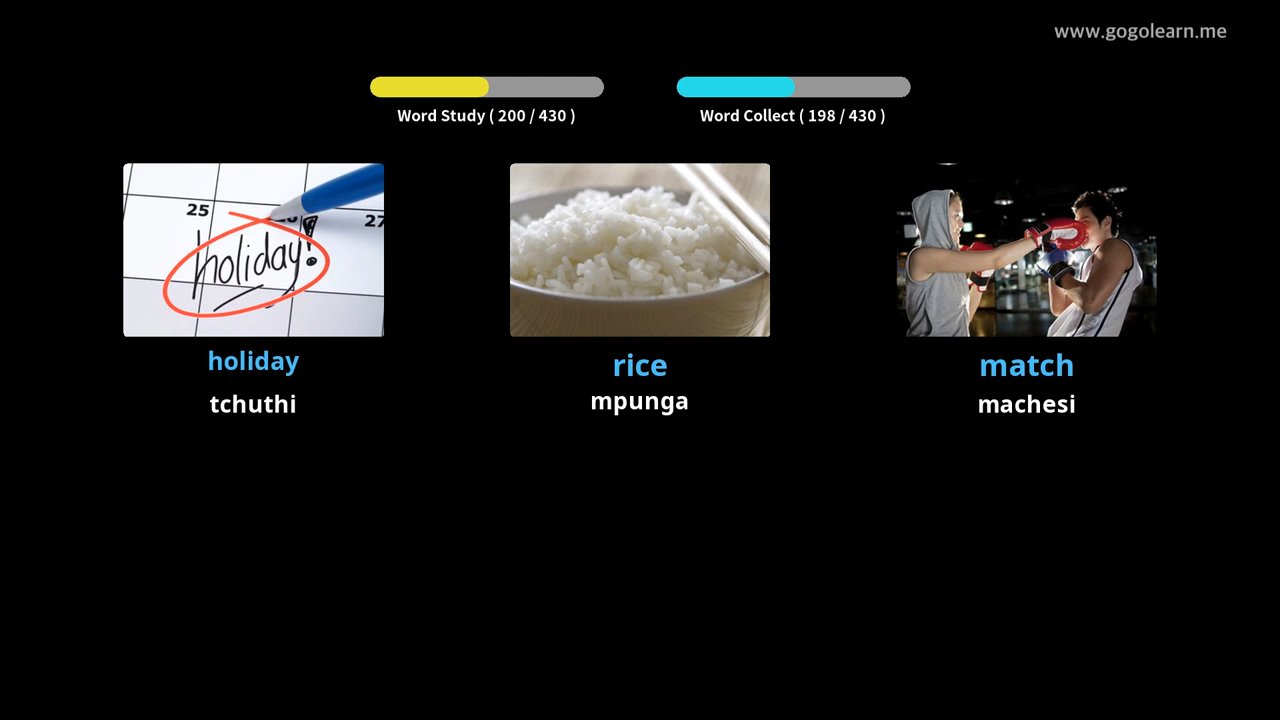 www.gogolearn.me
Word Study ( 200 / 430 )
Word Collect ( 198 / 430 )
25
27
holiday!
holiday
rice
match
tchuthi
mpunga
machesi